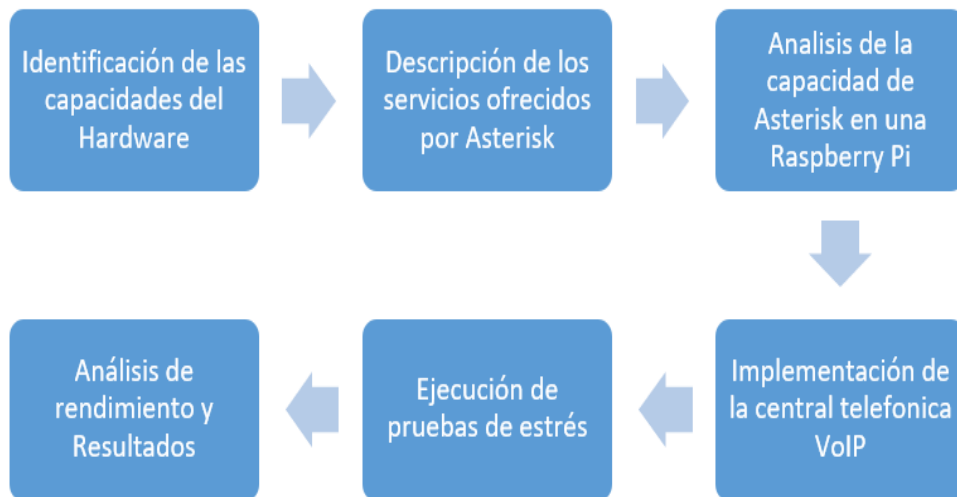 Identificación de las
capacidades del
Hardware
Descripción de los
servicios ofrecidos
por Asterisk
Analisis de la
capacidad de
Asterisk en una
Raspberry Pi
Implementación de
la central telefonica
VoIP
Ejecución de
pruebas de estrés
Análisis de
rendimiento y
Resultados